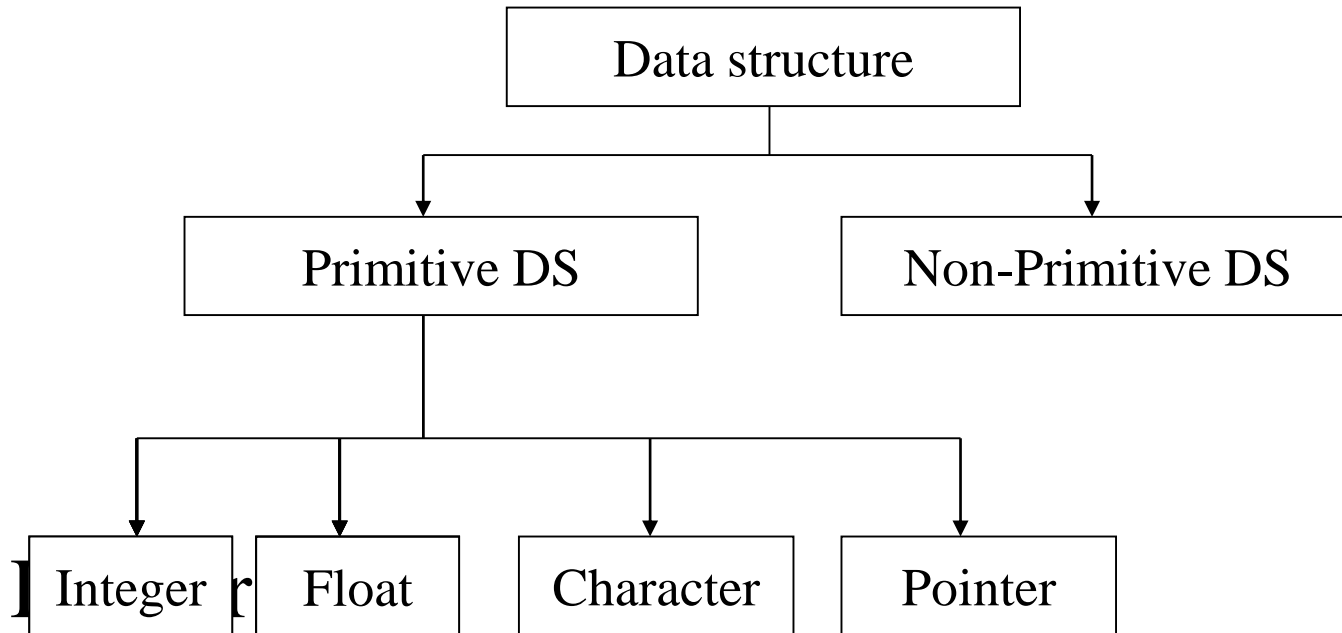 Data structure
Primitive DS
Non-Primitive DS
Integer
Float
Character
Pointer